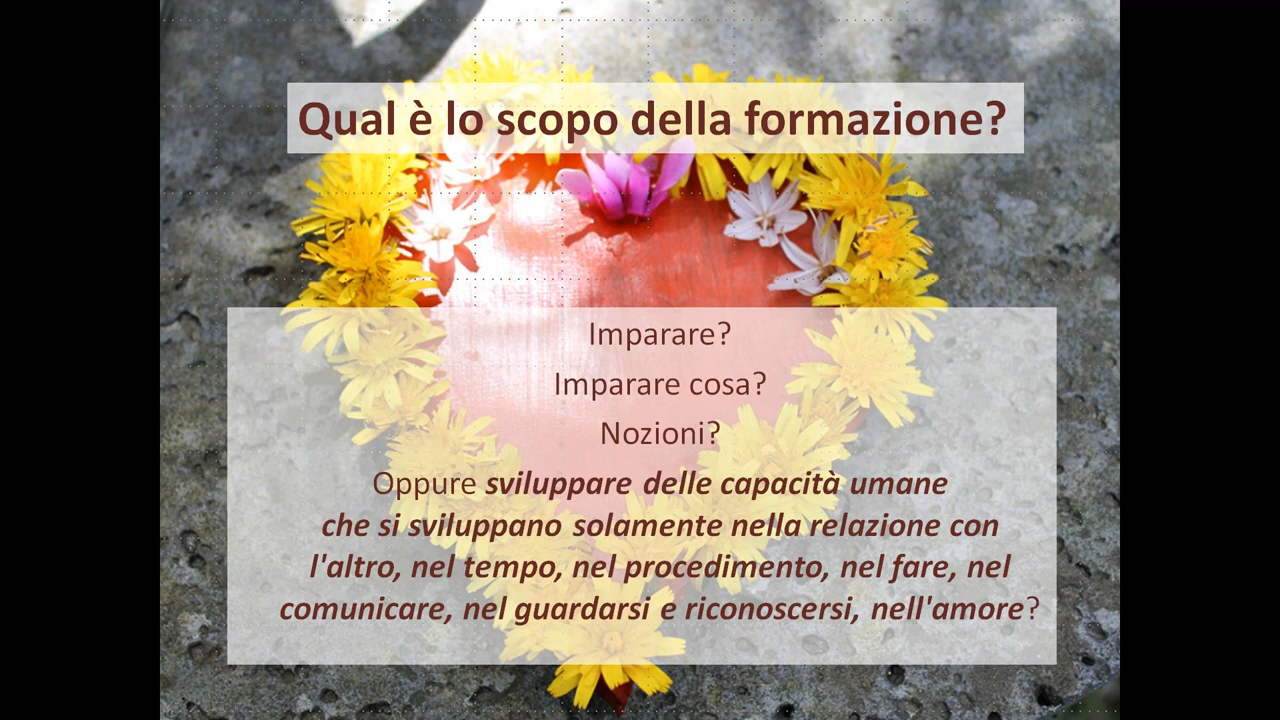 Qual è lo scopo della formazione?
Imparare?
Imparare cosa?
Nozioni?
Oppure sviluppare delle capacità umane
che si sviluppano solamente nella relazione con
l'altro, nel tempo, nel procedimento, nel fare, nel
comunicare, nel guardarsi e riconoscersi, nell'amore?